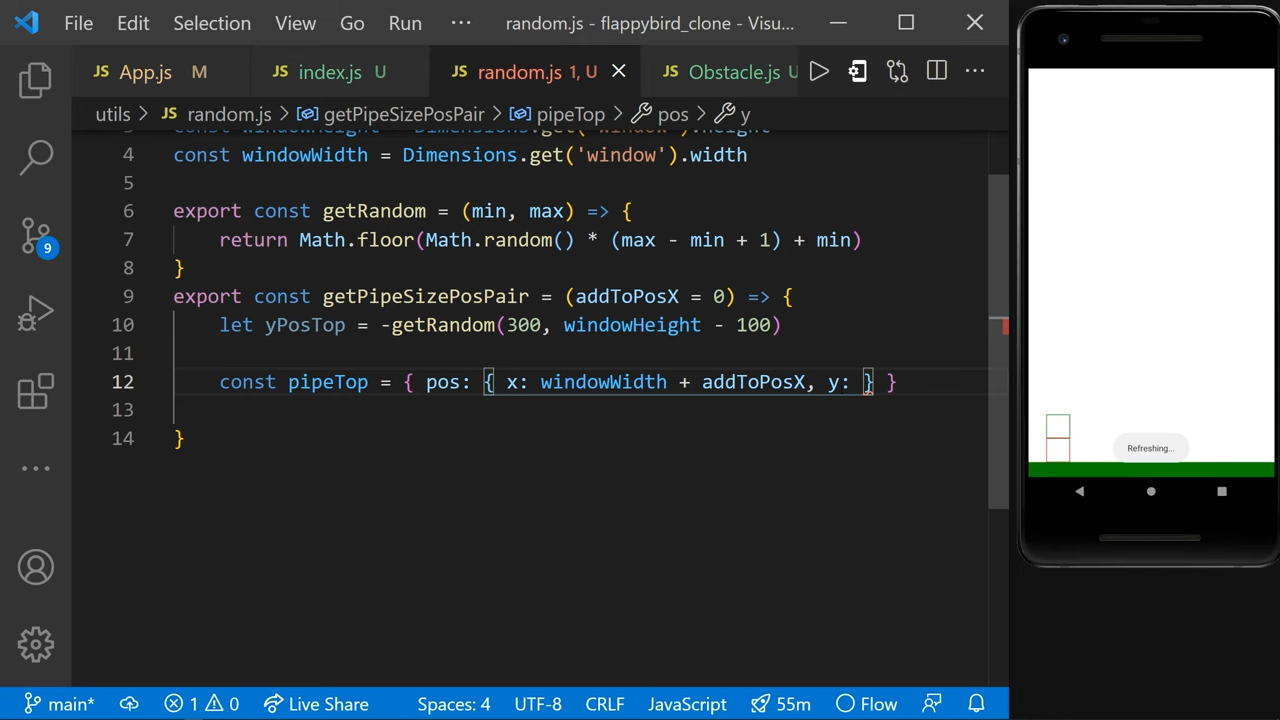 File Edit Selection View Go Run ··· random.js - flappybird_clone - Visu...
JS App.js M JS index.js U JS random.js 1, U JS Obstacle.js U ···
utils > JS random.js > getPipeSizePosPair > pipeTop > pos > y
3 const windowHeight = Dimensions.get('window').height
4 const windowWidth = Dimensions.get('window').width
5
6 export const getRandom = (min, max) => {
7 return Math.floor(Math.random() * (max - min + 1) + min)
8 }
9 export const getPipeSizePosPair = (addToPosX = 0) => {
10 let yPosTop = -getRandom(300, windowHeight - 100)
11
12 const pipeTop = { pos: { x: windowWidth + addToPosX, y: } }
13
14 }
9
Refreshing...
main* 1 0 Live Share Spaces: 4 UTF-8 CRLF JavaScript 55m Flow